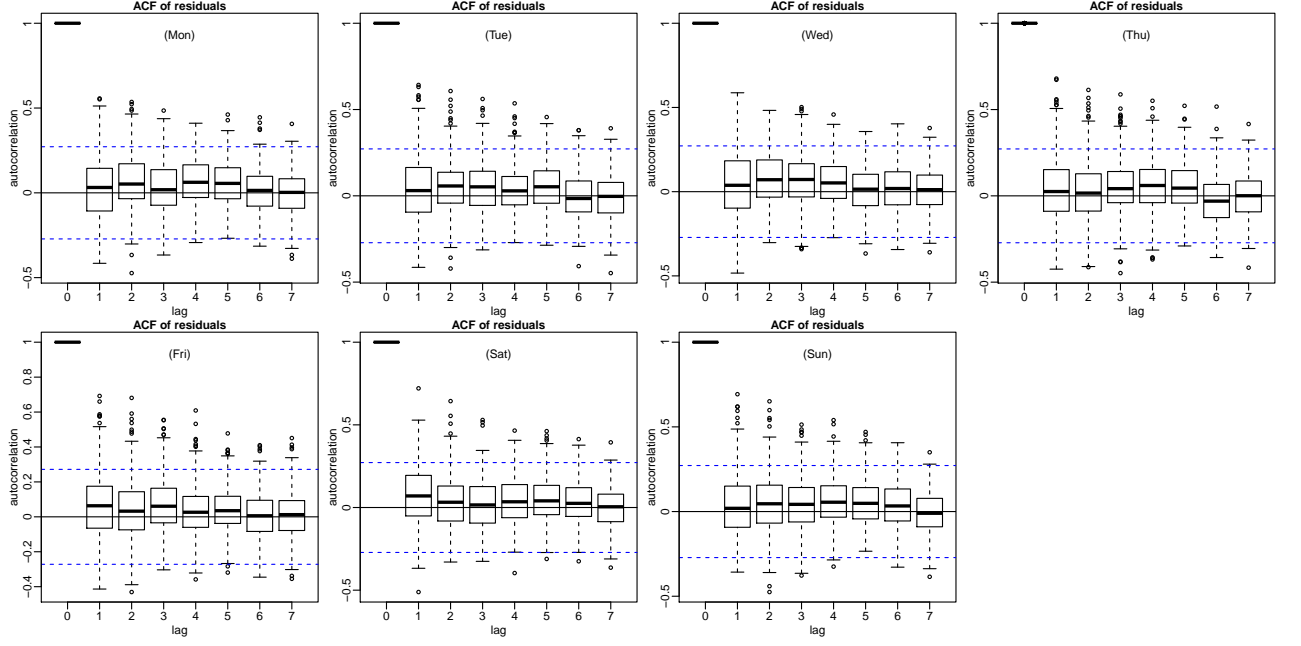 ACF of residuals
(Mon)
autocorrelation
−0.5 0 0.5 1
0 1 2 3 4 5 6 7
lag
ACF of residuals
(Tue)
autocorrelation
−0.5 0 0.5 1
0 1 2 3 4 5 6 7
lag
ACF of residuals
(Wed)
autocorrelation
−0.5 0 0.5 1
0 1 2 3 4 5 6 7
lag
ACF of residuals
(Thu)
autocorrelation
−0.5 0 0.5 1
0 1 2 3 4 5 6 7
lag
ACF of residuals
(Fri)
autocorrelation
−0.4 −0.2 0 0.2 0.4 0.6 0.8 1
0 1 2 3 4 5 6 7
lag
ACF of residuals
(Sat)
autocorrelation
−0.5 0 0.5 1
0 1 2 3 4 5 6 7
lag
ACF of residuals
(Sun)
autocorrelation
−0.5 0 0.5 1
0 1 2 3 4 5 6 7
lag